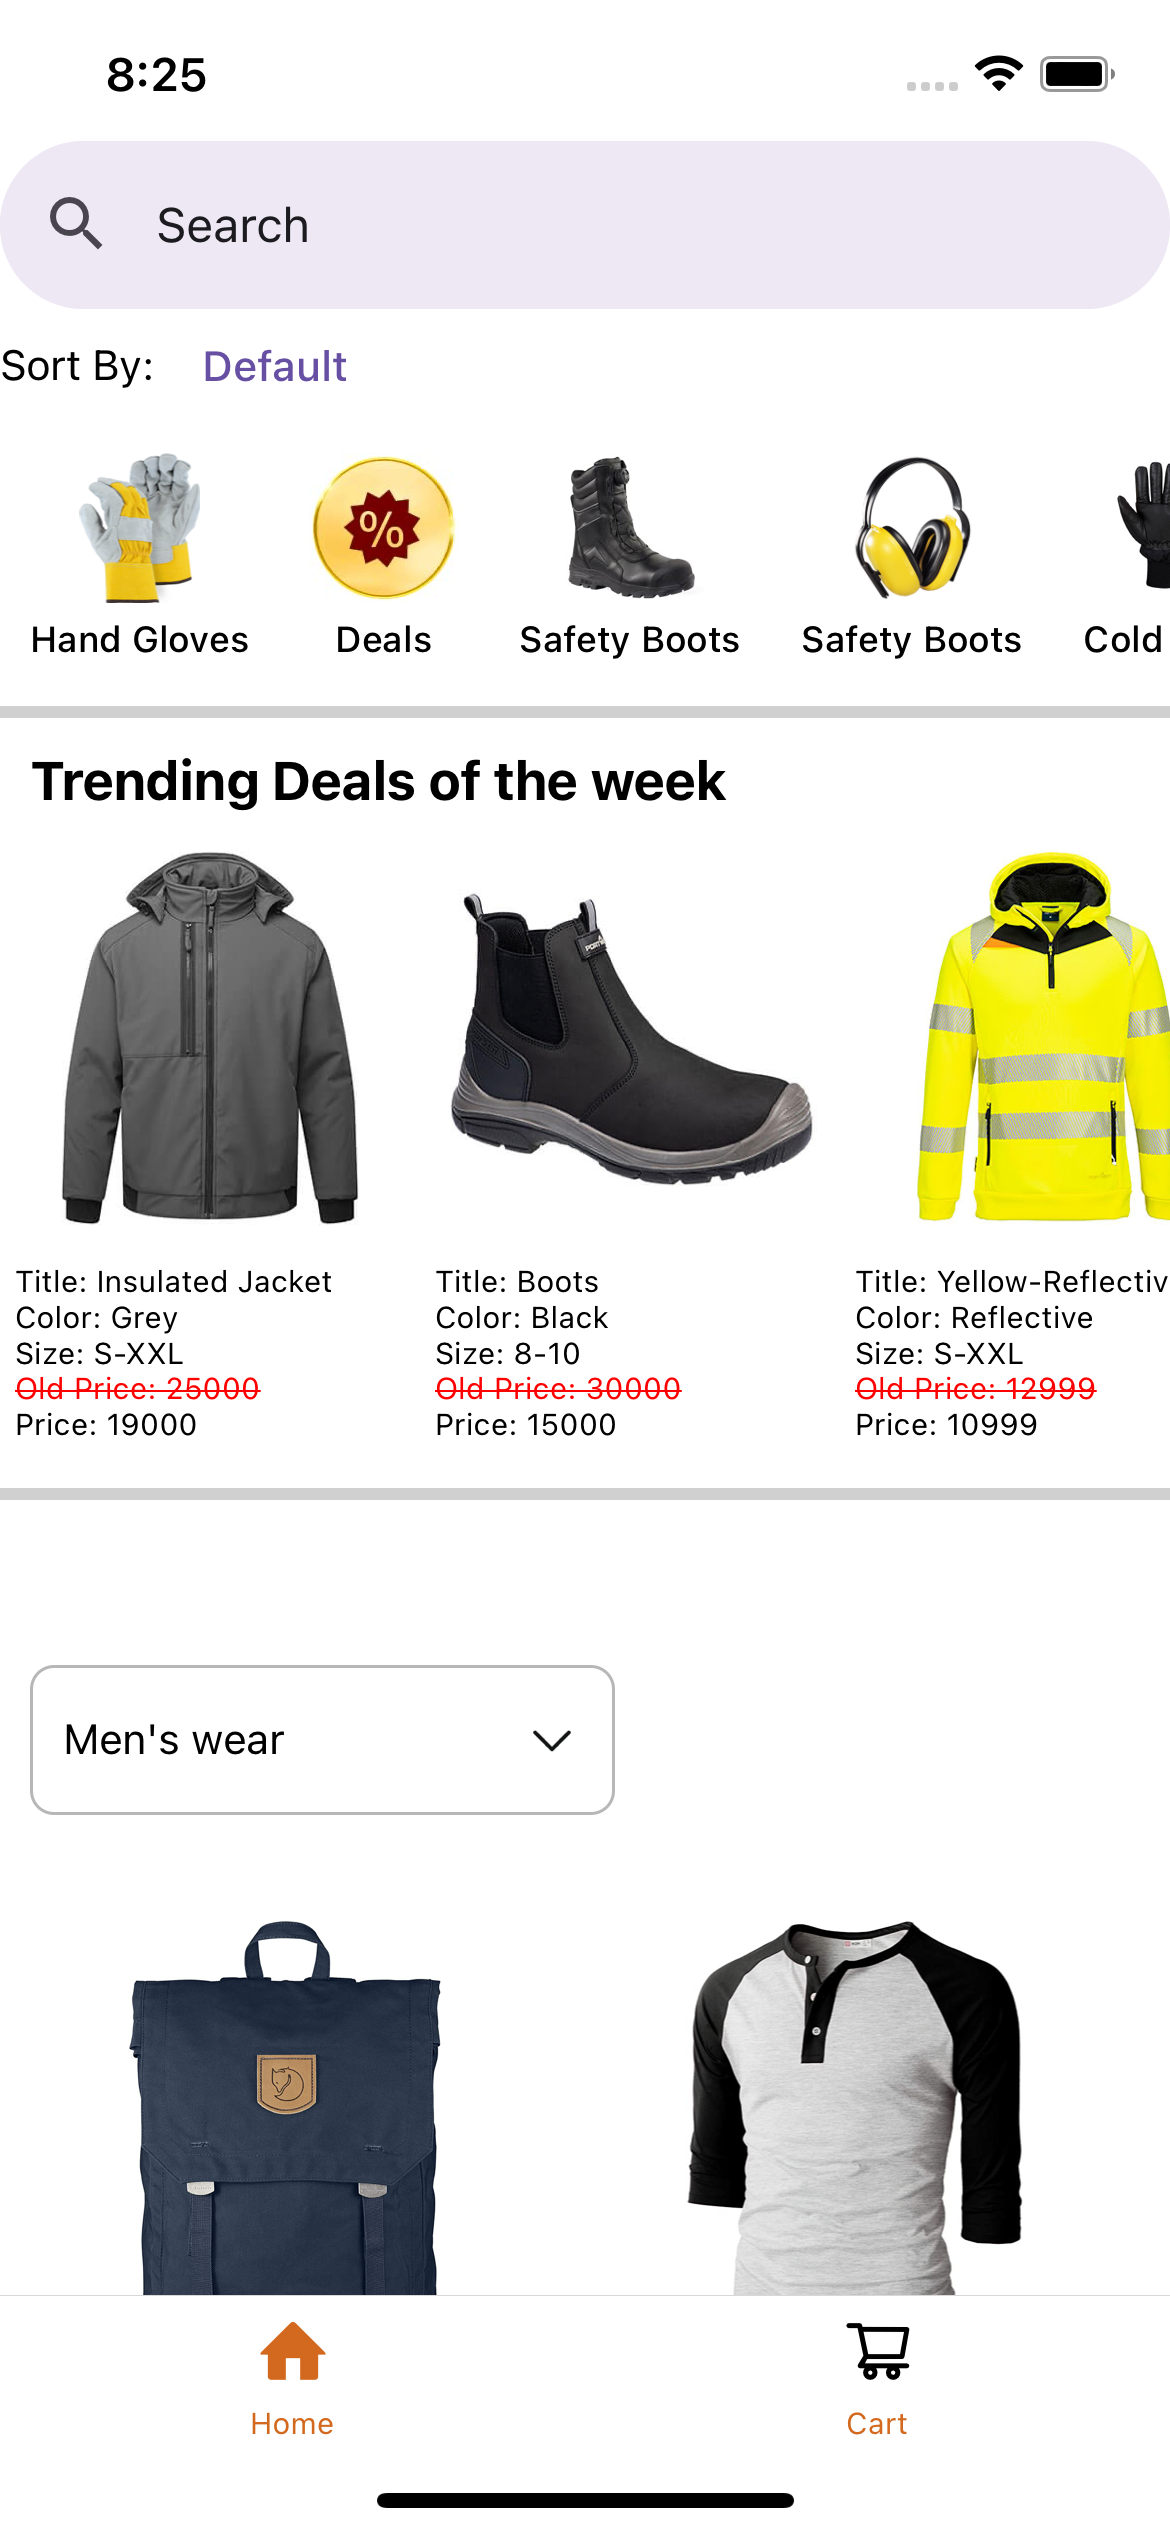 8:25
Search
Sort By: Default
%
Hand Gloves
Deals
Safety Boots
Safety Boots
Cold
Trending Deals of the week
Title: Insulated Jacket
Color: Grey
Size: S-XXL
Old Price: 25000
Price: 19000
Title: Boots
Color: Black
Size: 8-10
Old Price: 30000
Price: 15000
Title: Yellow-Reflectiv
Color: Reflective
Size: S-XXL
Old Price: 12999
Price: 10999
Men's wear
Home
Cart